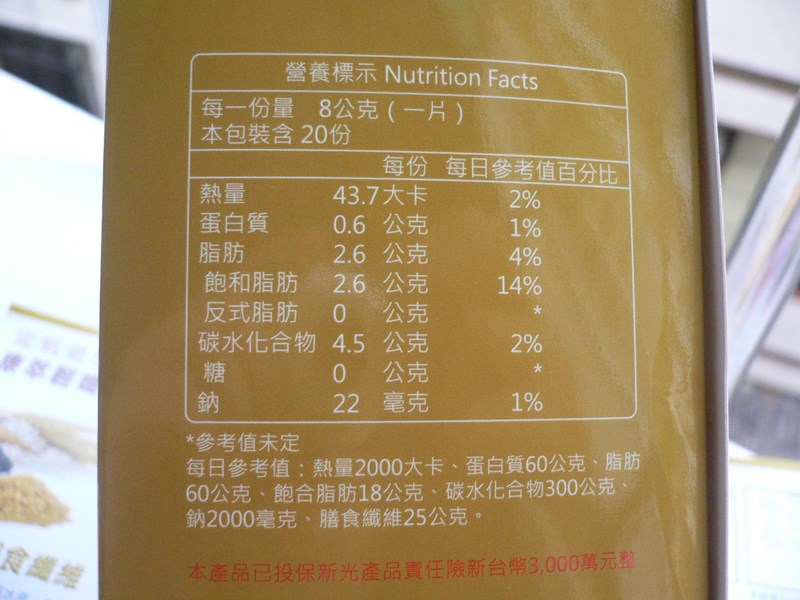 營養標示 Nutrition Facts
每一份量 8公克(一片)
本包裝含 20份
每份 每日參考值百分比
熱量 43.7大卡 2%
蛋白質 0.6 公克 1%
脂肪 2.6 公克 4%
飽和脂肪 2.6 公克 14%
反式脂肪 0 公克 *
碳水化合物 4.5 公克 2%
糖 0 公克 *
鈉 22 毫克 1%
*參考值未定
每日參考值：熱量2000大卡、蛋白質60公克、脂肪
60公克、飽合脂肪18公克、碳水化合物300公克、
鈉2000毫克、膳食纖維25公克。
本產品已投保新光產品責任險新台幣3,000萬元整
食纖維